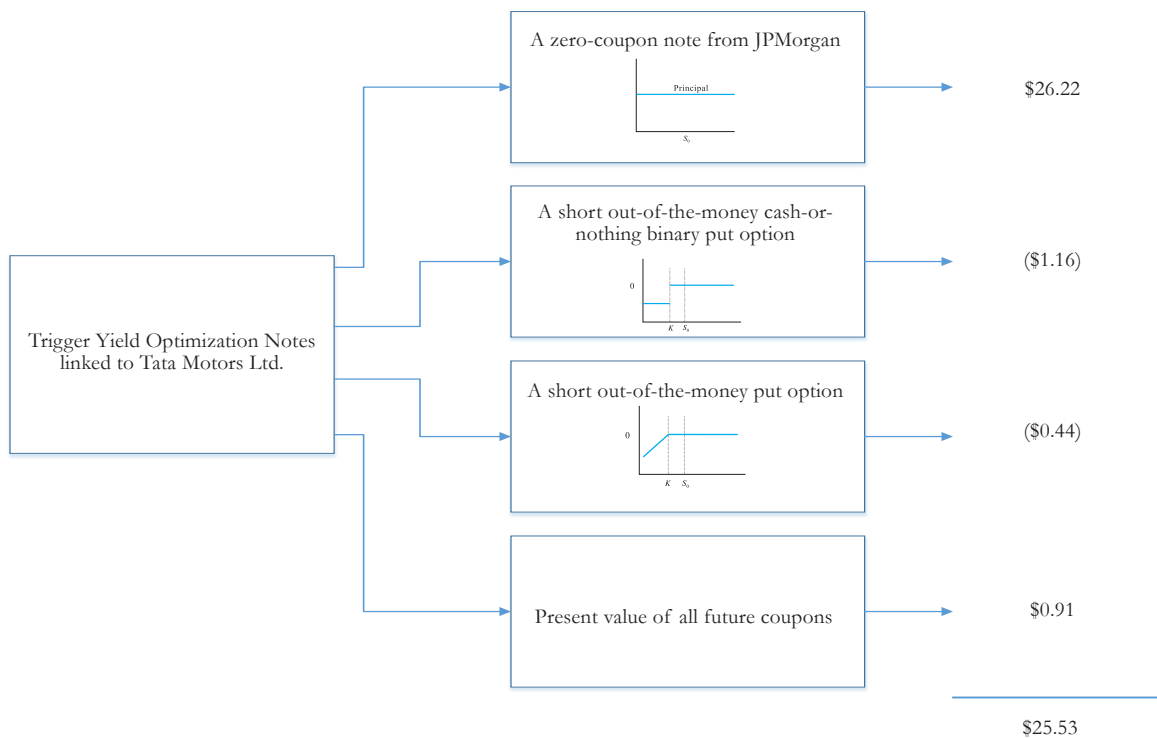 A zero-coupon note from JPMorgan
Principal
S0
$26.22
A short out-of-the-money cash-or-
nothing binary put option
0
K
S0
($1.16)
Trigger Yield Optimization Notes
linked to Tata Motors Ltd.
A short out-of-the-money put option
0
K
S0
($0.44)
Present value of all future coupons
$0.91
$25.53